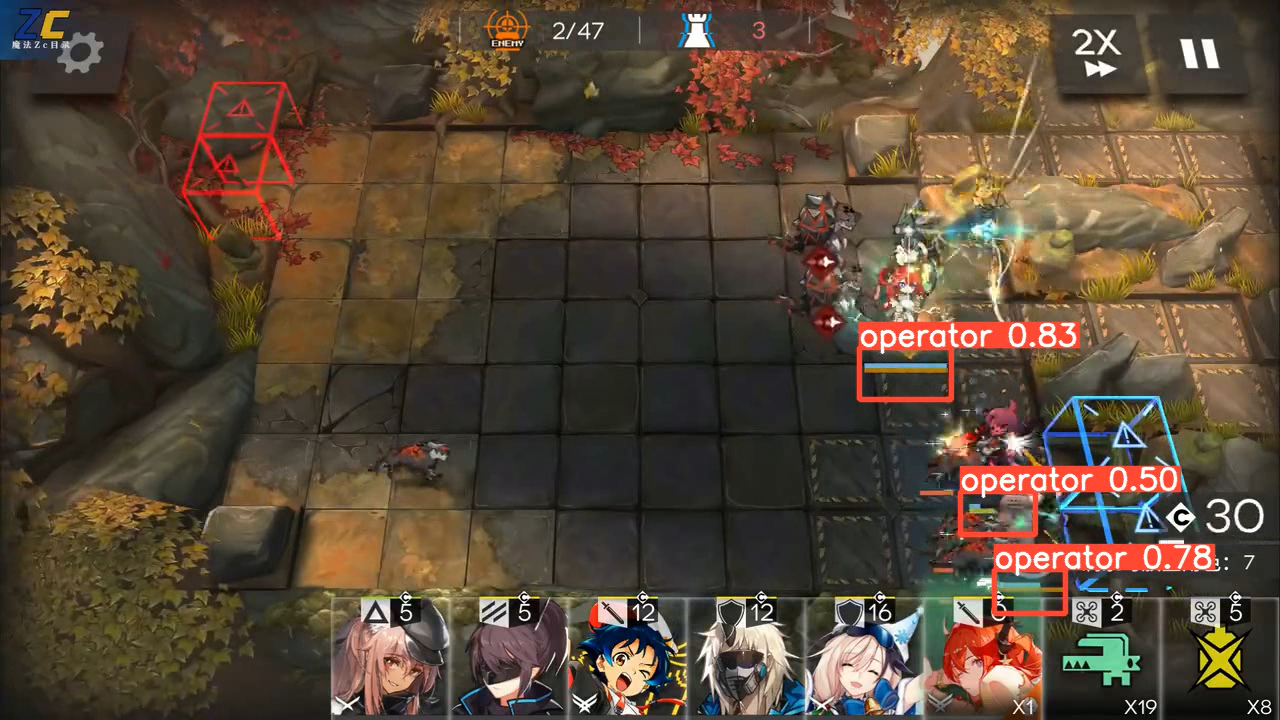 ZC
魔法Zc目录
ENEMY
2/47
3
2X
operator 0.83
operator 0.50
C 30
operator 0.78
: 7
C 5
C 5
C 12
C 12
C 16
C
C 2
C 5
X1
X19
X8